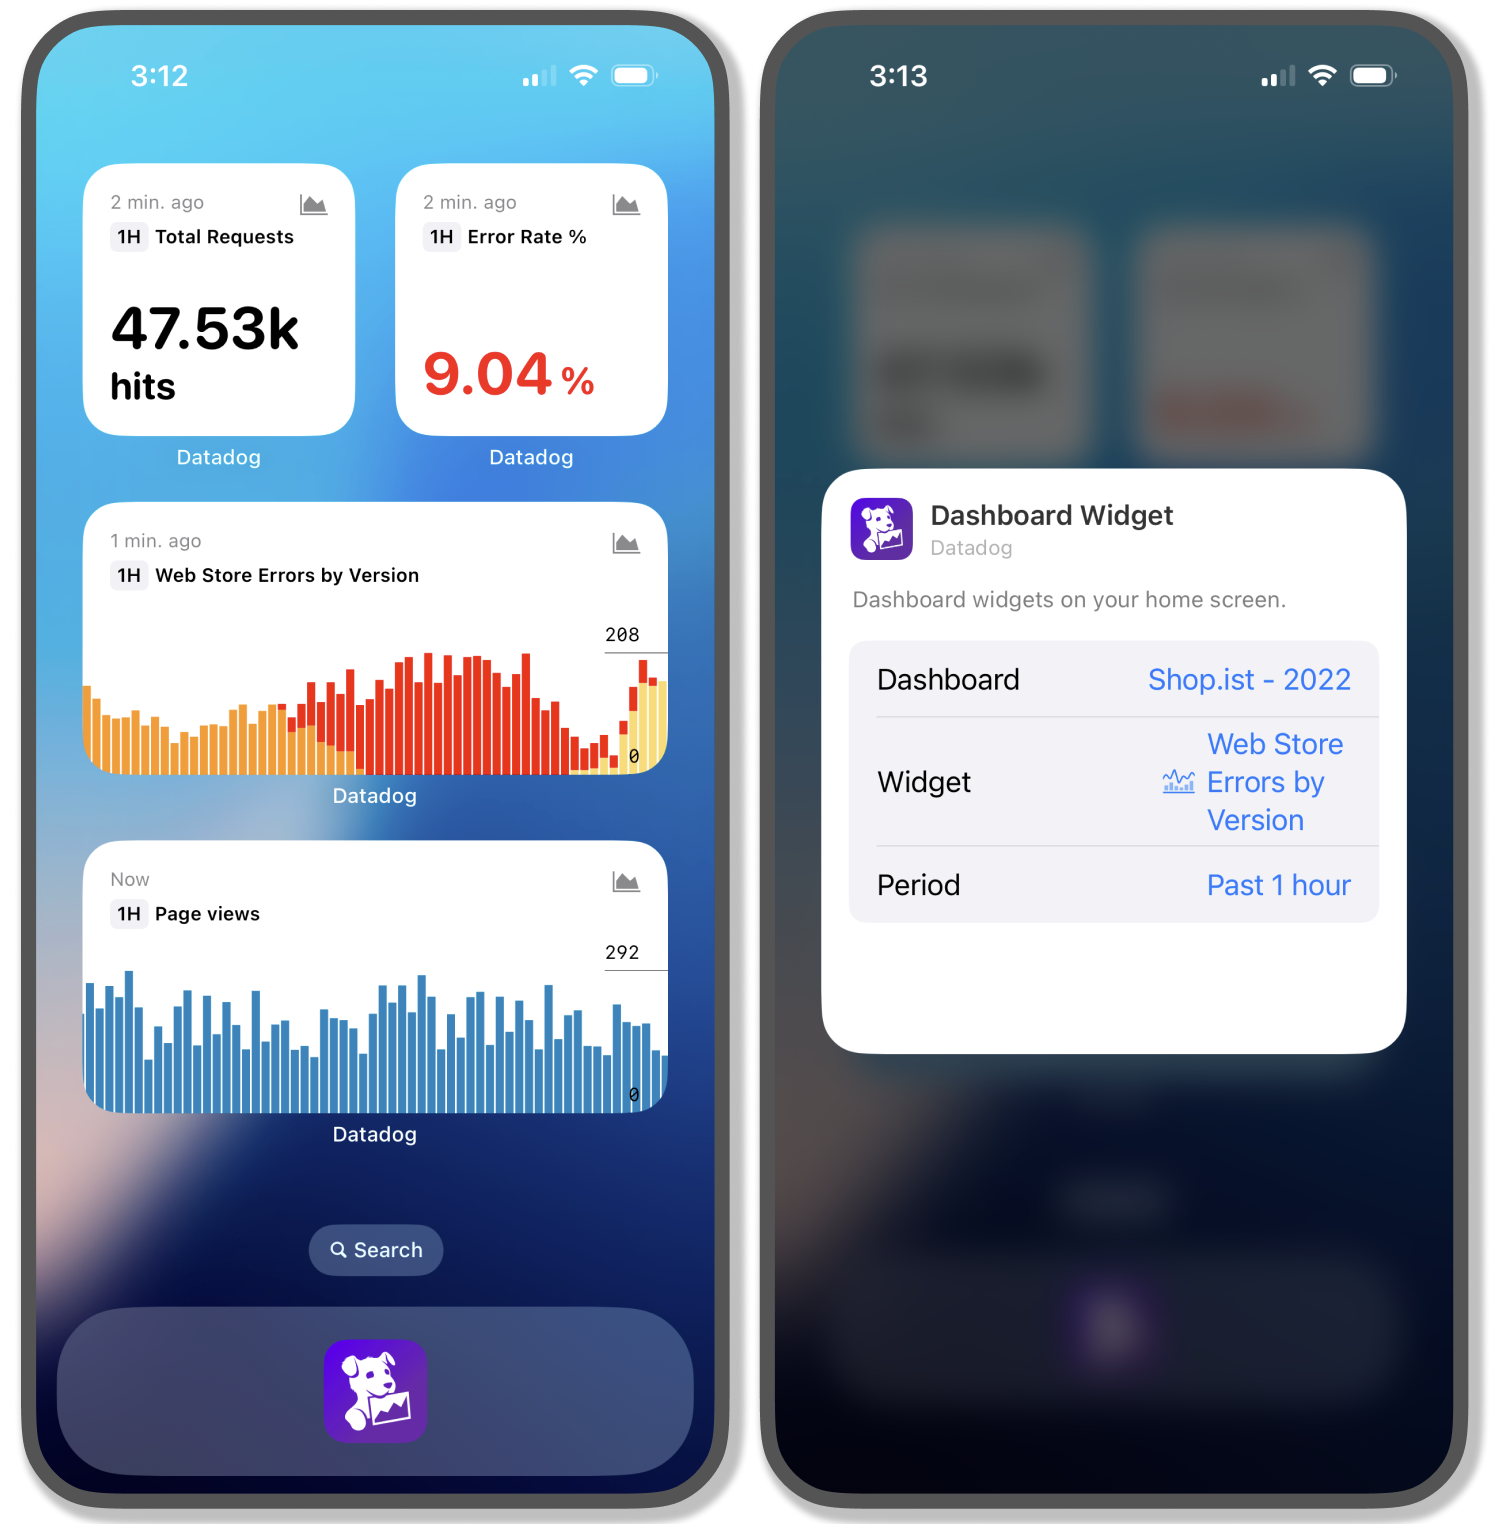 3:12
2 min. ago
1H Total Requests
47.53k
hits
Datadog
2 min. ago
1H Error Rate %
9.04 %
Datadog
1 min. ago
1H Web Store Errors by Version
208
0
Datadog
Now
1H Page views
292
0
Datadog
Search
3:13
Dashboard Widget
Datadog
Dashboard widgets on your home screen.
Dashboard Shop.ist - 2022
Widget Web Store
Errors by
Version
Period Past 1 hour